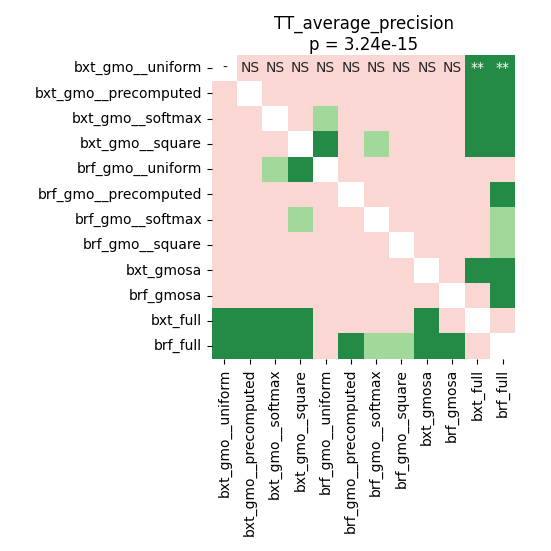 TT_average_precision
p = 3.24e-15
bxt_gmo__uniform - NS NS NS NS NS NS NS NS NS ** **
bxt_gmo__precomputed
bxt_gmo__softmax
bxt_gmo__square
brf_gmo__uniform
brf_gmo__precomputed
brf_gmo__softmax
brf_gmo__square
bxt_gmosa
brf_gmosa
bxt_full
brf_full
bxt_gmo__uniform
bxt_gmo__precomputed
bxt_gmo__softmax
bxt_gmo__square
brf_gmo__uniform
brf_gmo__precomputed
brf_gmo__softmax
brf_gmo__square
bxt_gmosa
brf_gmosa
bxt_full
brf_full